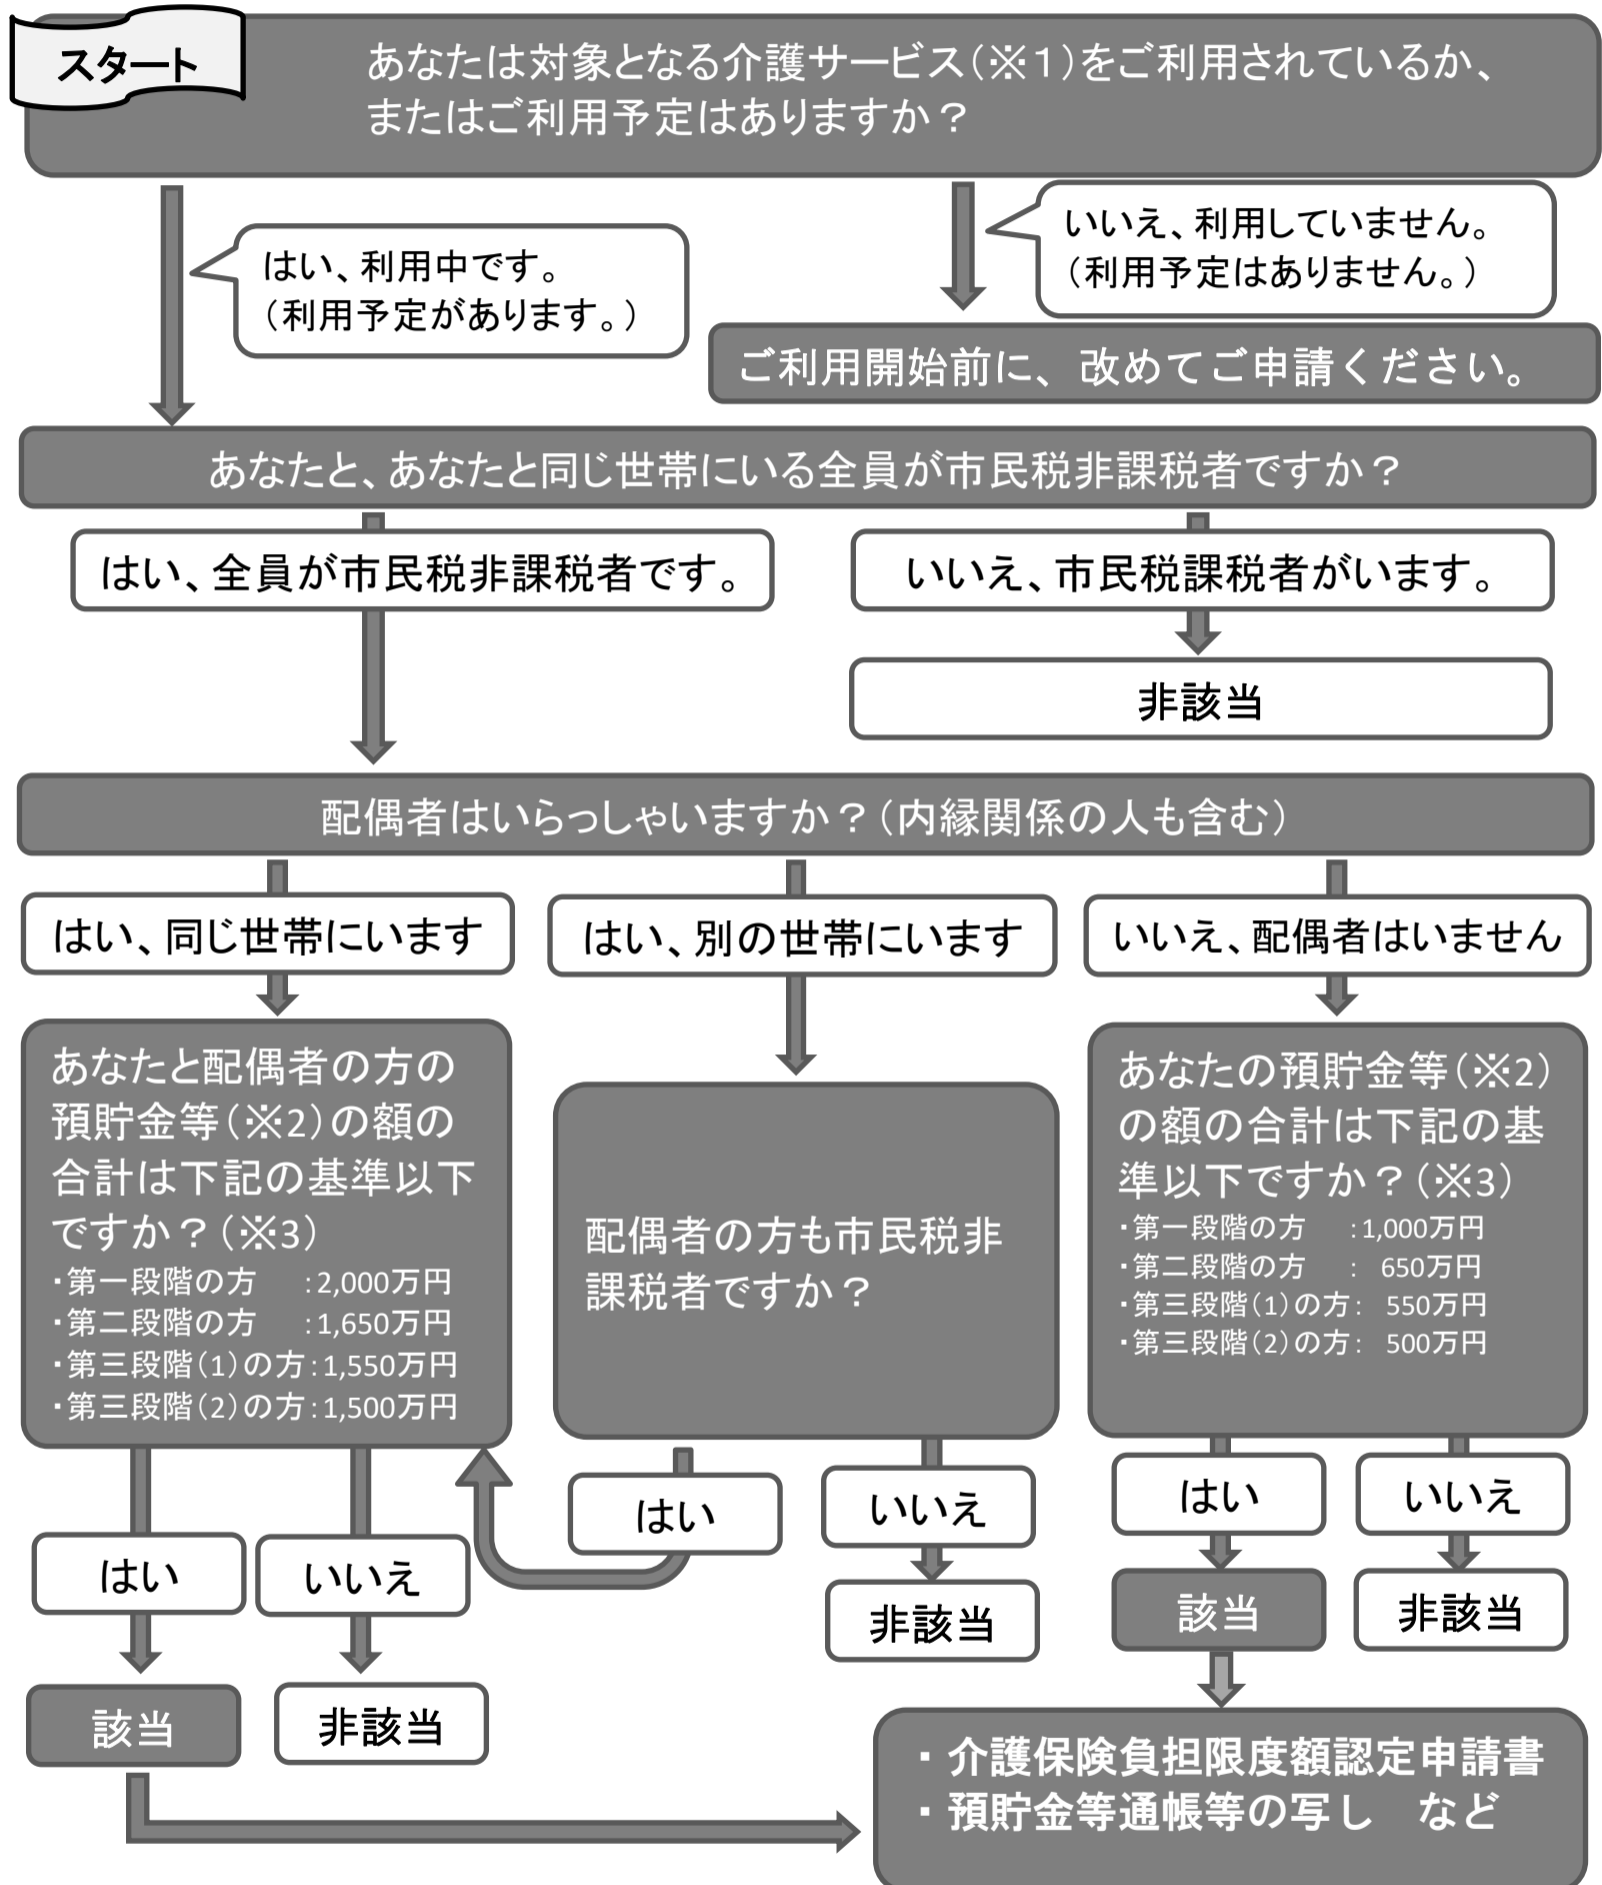 スタート
あなたは対象となる介護サービス(※1)をご利用されているか、
またはご利用予定はありますか？
はい、利用中です。
(利用予定があります。)
いいえ、利用していません。
(利用予定はありません。)
ご利用開始前に、改めてご申請ください。
あなたと、あなたと同じ世帯にいる全員が市民税非課税者ですか？
はい、全員が市民税非課税者です。
いいえ、市民税課税者がいます。
非該当
配偶者はいらっしゃいますか？(内縁関係の人も含む)
はい、同じ世帯にいます
はい、別の世帯にいます
いいえ、配偶者はいません
あなたと配偶者の方の
預貯金等(※2)の額の
合計は下記の基準以下
ですか？(※3)
・第一段階の方　：2,000万円
・第二段階の方　：1,650万円
・第三段階(1)の方：1,550万円
・第三段階(2)の方：1,500万円
配偶者の方も市民税非
課税者ですか？
あなたの預貯金等(※2)
の額の合計は下記の基
準以下ですか？(※3)
・第一段階の方　：1,000万円
・第二段階の方　：　650万円
・第三段階(1)の方：　550万円
・第三段階(2)の方：　500万円
はい
いいえ
はい
いいえ
はい
いいえ
該当
非該当
非該当
該当
非該当
・介護保険負担限度額認定申請書
・預貯金等通帳等の写し　など